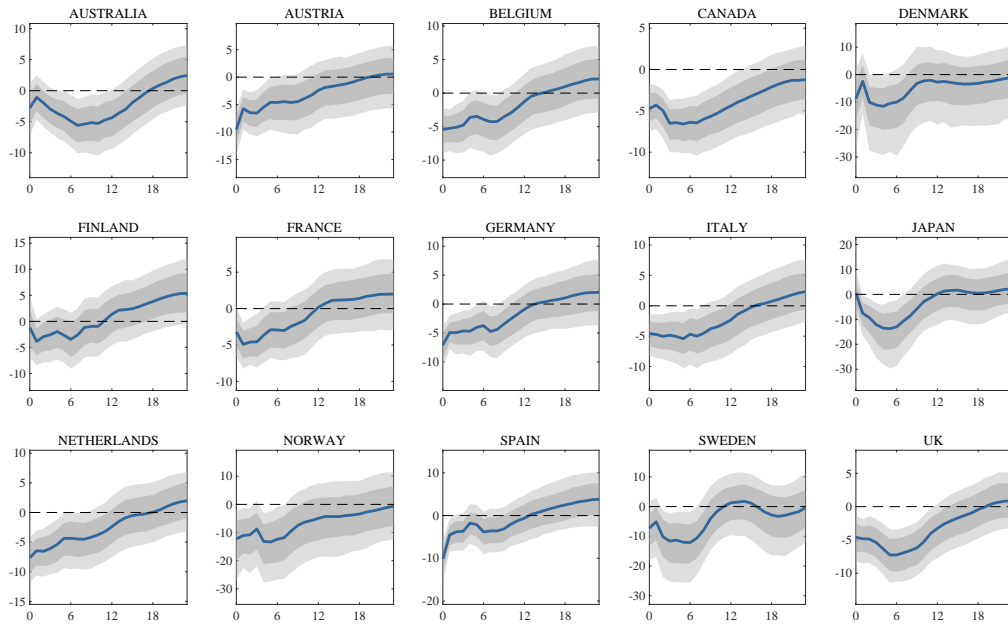 AUSTRALIA AUSTRIA BELGIUM CANADA DENMARK
10 10 10
5 5 5 0 10
0 0 0 0
-5 -5 -5 -5 -10
-10 -10 -20
-10 -15 -10 -10 -30
0 6 12 18 0 6 12 18 0 6 12 18 0 6 12 18 0 6 12 18
FINLAND FRANCE GERMANY ITALY JAPAN
15 10 10 10 20
10 5 5 5 10
5 0 0 0 0
0 -5 -5 -5 -10
-5 -10 -10 -10 -20
-10 -30
0 6 12 18 0 6 12 18 0 6 12 18 0 6 12 18 0 6 12 18
NETHERLANDS NORWAY SPAIN SWEDEN UK
10 20 20 5
5 10 10 10 0
0 0 0 0 -5
-5 -10 -10 -10 -10
-10 -20 -20 -20
-15 -30 -30
0 6 12 18 0 6 12 18 0 6 12 18 0 6 12 18 0 6 12 18